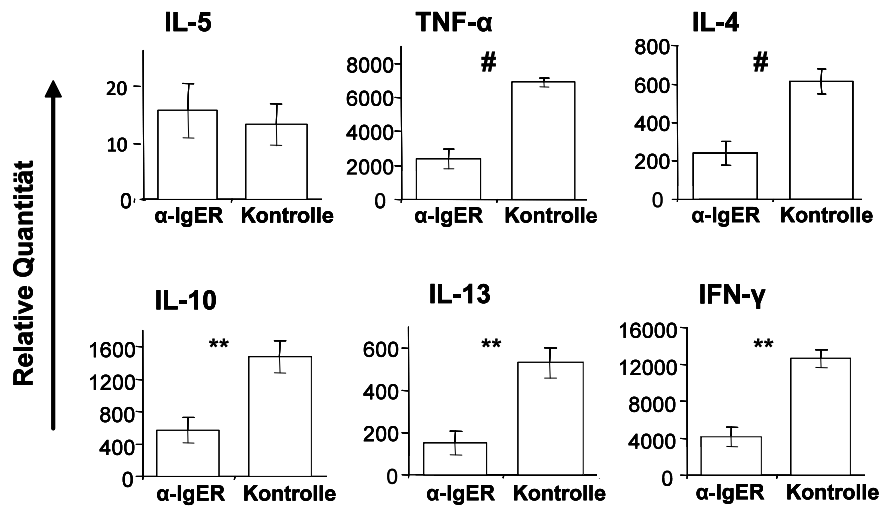 IL-5
TNF-α
IL-4
20
10
0
α-IgER
Kontrolle
#
8000
6000
4000
2000
0
α-IgER
Kontrolle
#
800
600
400
200
0
α-IgER
Kontrolle
Relative Quantität
IL-10
IL-13
IFN-γ
**
1600
1200
800
400
0
α-IgER
Kontrolle
**
600
400
200
0
α-IgER
Kontrolle
**
16000
12000
8000
4000
0
α-IgER
Kontrolle